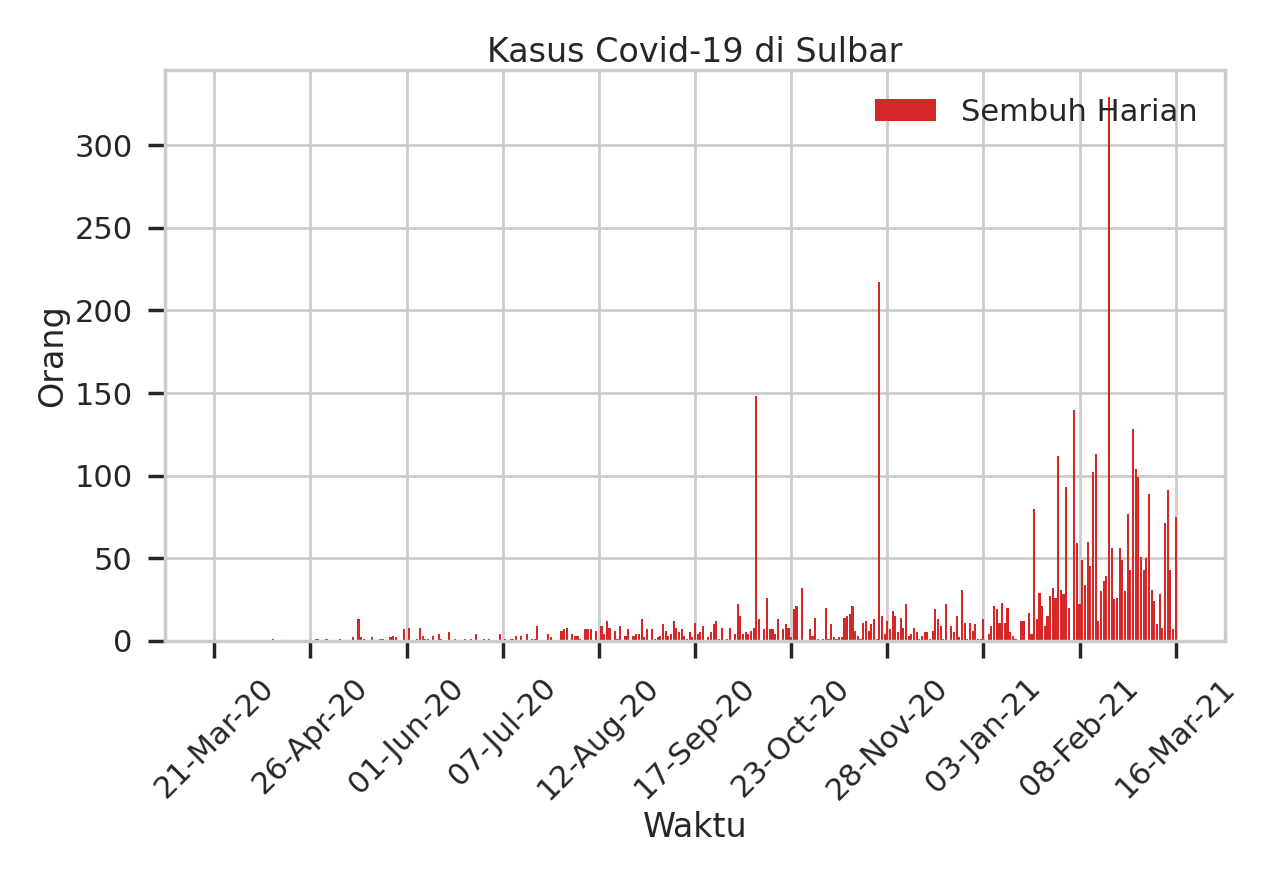 Kasus Covid-19 di Sulbar
Sembuh Harian
Orang
300
250
200
150
100
50
0
21-Mar-20
26-Apr-20
01-Jun-20
07-Jul-20
12-Aug-20
17-Sep-20
23-Oct-20
28-Nov-20
03-Jan-21
08-Feb-21
16-Mar-21
Waktu